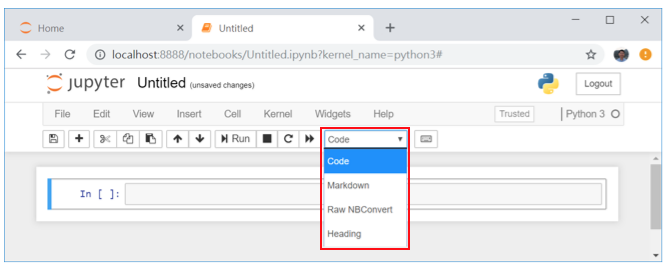 Home
Untitled
localhost:8888/notebooks/Untitled.ipynb?kernel_name=python3#
jupyter Untitled (unsaved changes)
Logout
File Edit View Insert Cell Kernel Widgets Help
Trusted
Python 3
Run
Code
Code
In [ ]:
Markdown
Raw NBConvert
Heading